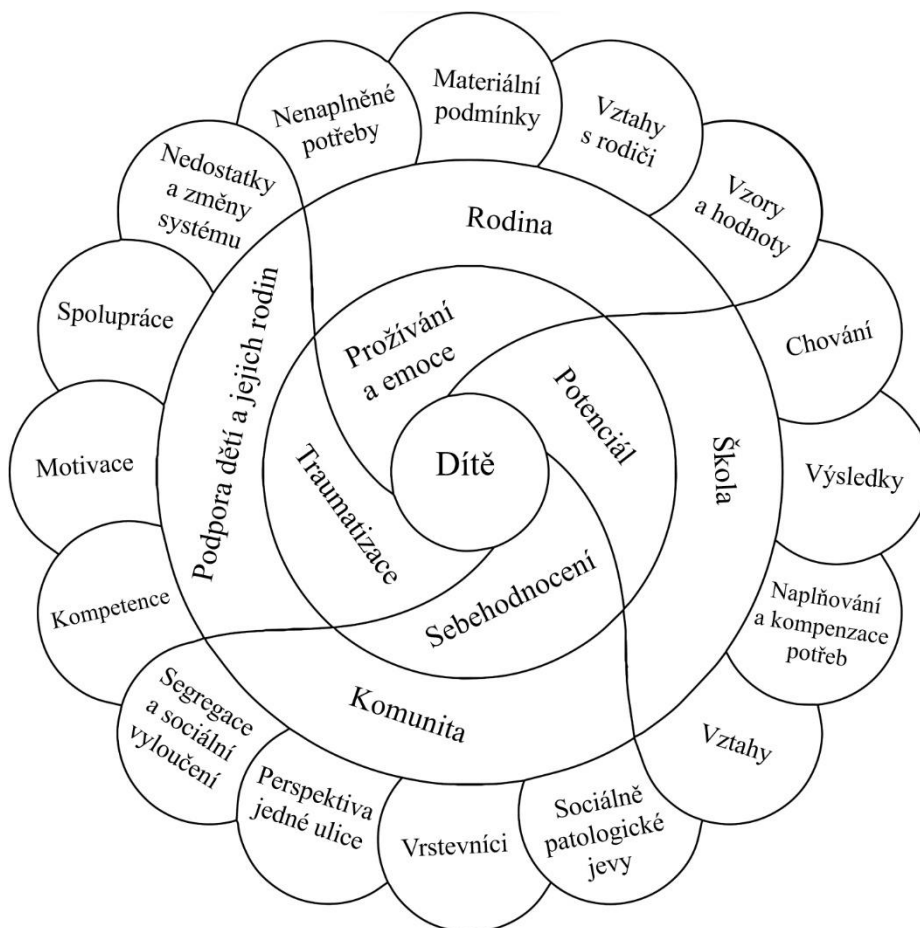 Materiální
podmínky
Vztahy
s rodiči
Vzory
a hodnoty
Chování
Výsledky
Naplňování
a kompenzace
potřeb
Vztahy
Sociálně
patologické
jevy
Vrstevníci
Perspektiva
jedné ulice
Segregace
a sociální
vyloučení
Kompetence
Motivace
Spolupráce
Nedostatky
a změny
systému
Nenaplněné
potřeby
Rodina
Škola
Komunita
Podpora dětí a jejich rodin
Prožívání
a emoce
Potenciál
Sebehodnocení
Traumatizace
Dítě